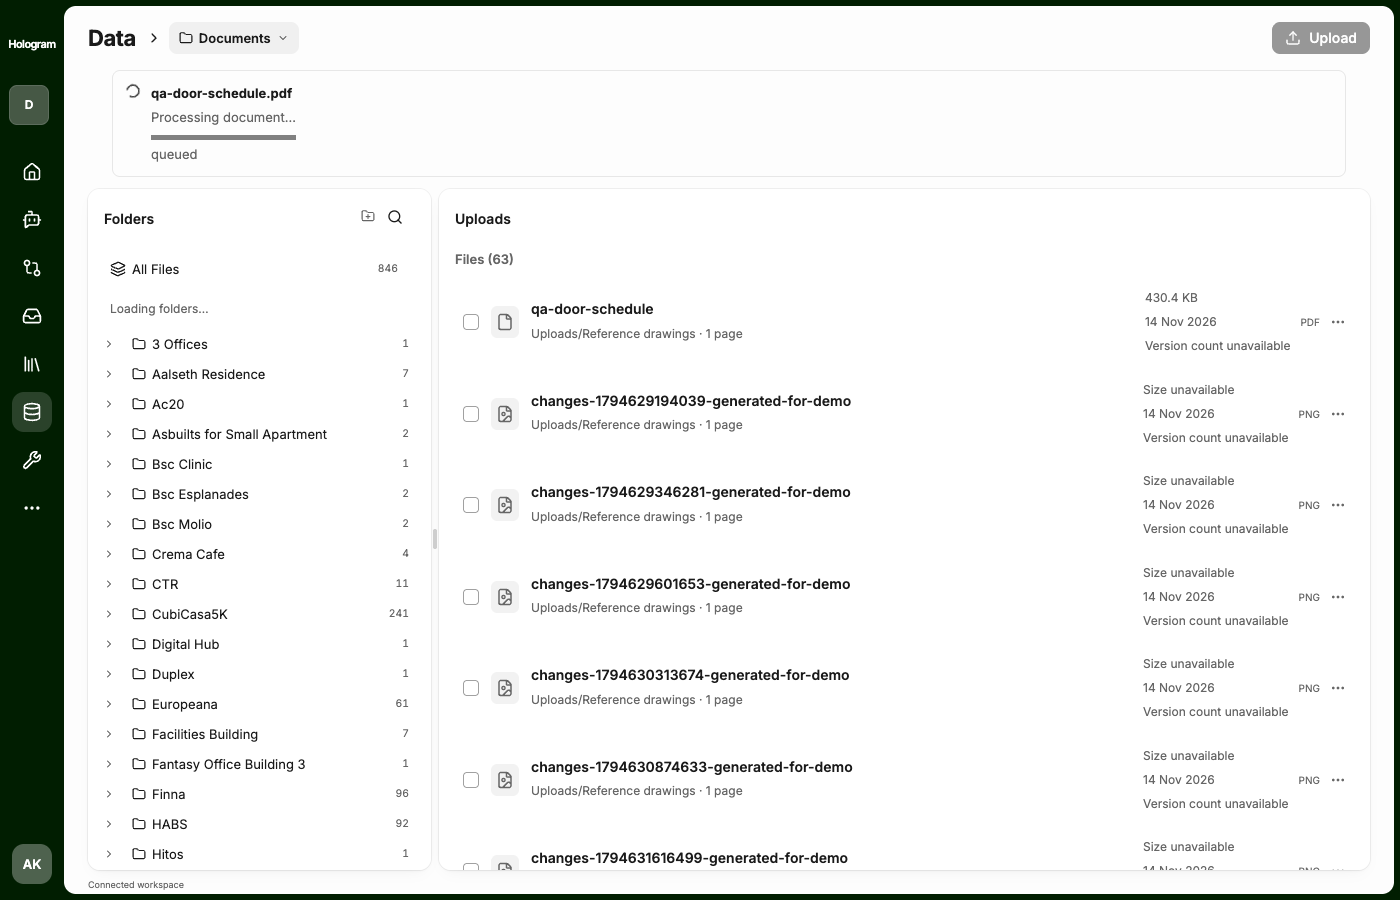 Hologram
D
AK
Data
Documents
Upload
qa-door-schedule.pdf
Processing document...
queued
Folders
All Files 846
Loading folders...
3 Offices 1
Aalseth Residence 7
Ac20 1
Asbuilts for Small Apartment 2
Bsc Clinic 1
Bsc Esplanades 2
Bsc Molio 2
Crema Cafe 4
CTR 11
CubiCasa5K 241
Digital Hub 1
Duplex 1
Europeana 61
Facilities Building 7
Fantasy Office Building 3 1
Finna 96
HABS 92
Hitos 1
Uploads
Files (63)
qa-door-schedule
Uploads/Reference drawings · 1 page
430.4 KB
14 Nov 2026 PDF
Version count unavailable
changes-1794629194039-generated-for-demo
Uploads/Reference drawings · 1 page
Size unavailable
14 Nov 2026 PNG
Version count unavailable
changes-1794629346281-generated-for-demo
Uploads/Reference drawings · 1 page
Size unavailable
14 Nov 2026 PNG
Version count unavailable
changes-1794629601653-generated-for-demo
Uploads/Reference drawings · 1 page
Size unavailable
14 Nov 2026 PNG
Version count unavailable
changes-1794630313674-generated-for-demo
Uploads/Reference drawings · 1 page
Size unavailable
14 Nov 2026 PNG
Version count unavailable
changes-1794630874633-generated-for-demo
Uploads/Reference drawings · 1 page
Size unavailable
14 Nov 2026 PNG
Version count unavailable
changes-1794631616499-generated-for-demo
Size unavailable
14 Nov 2026 PNG
Connected workspace